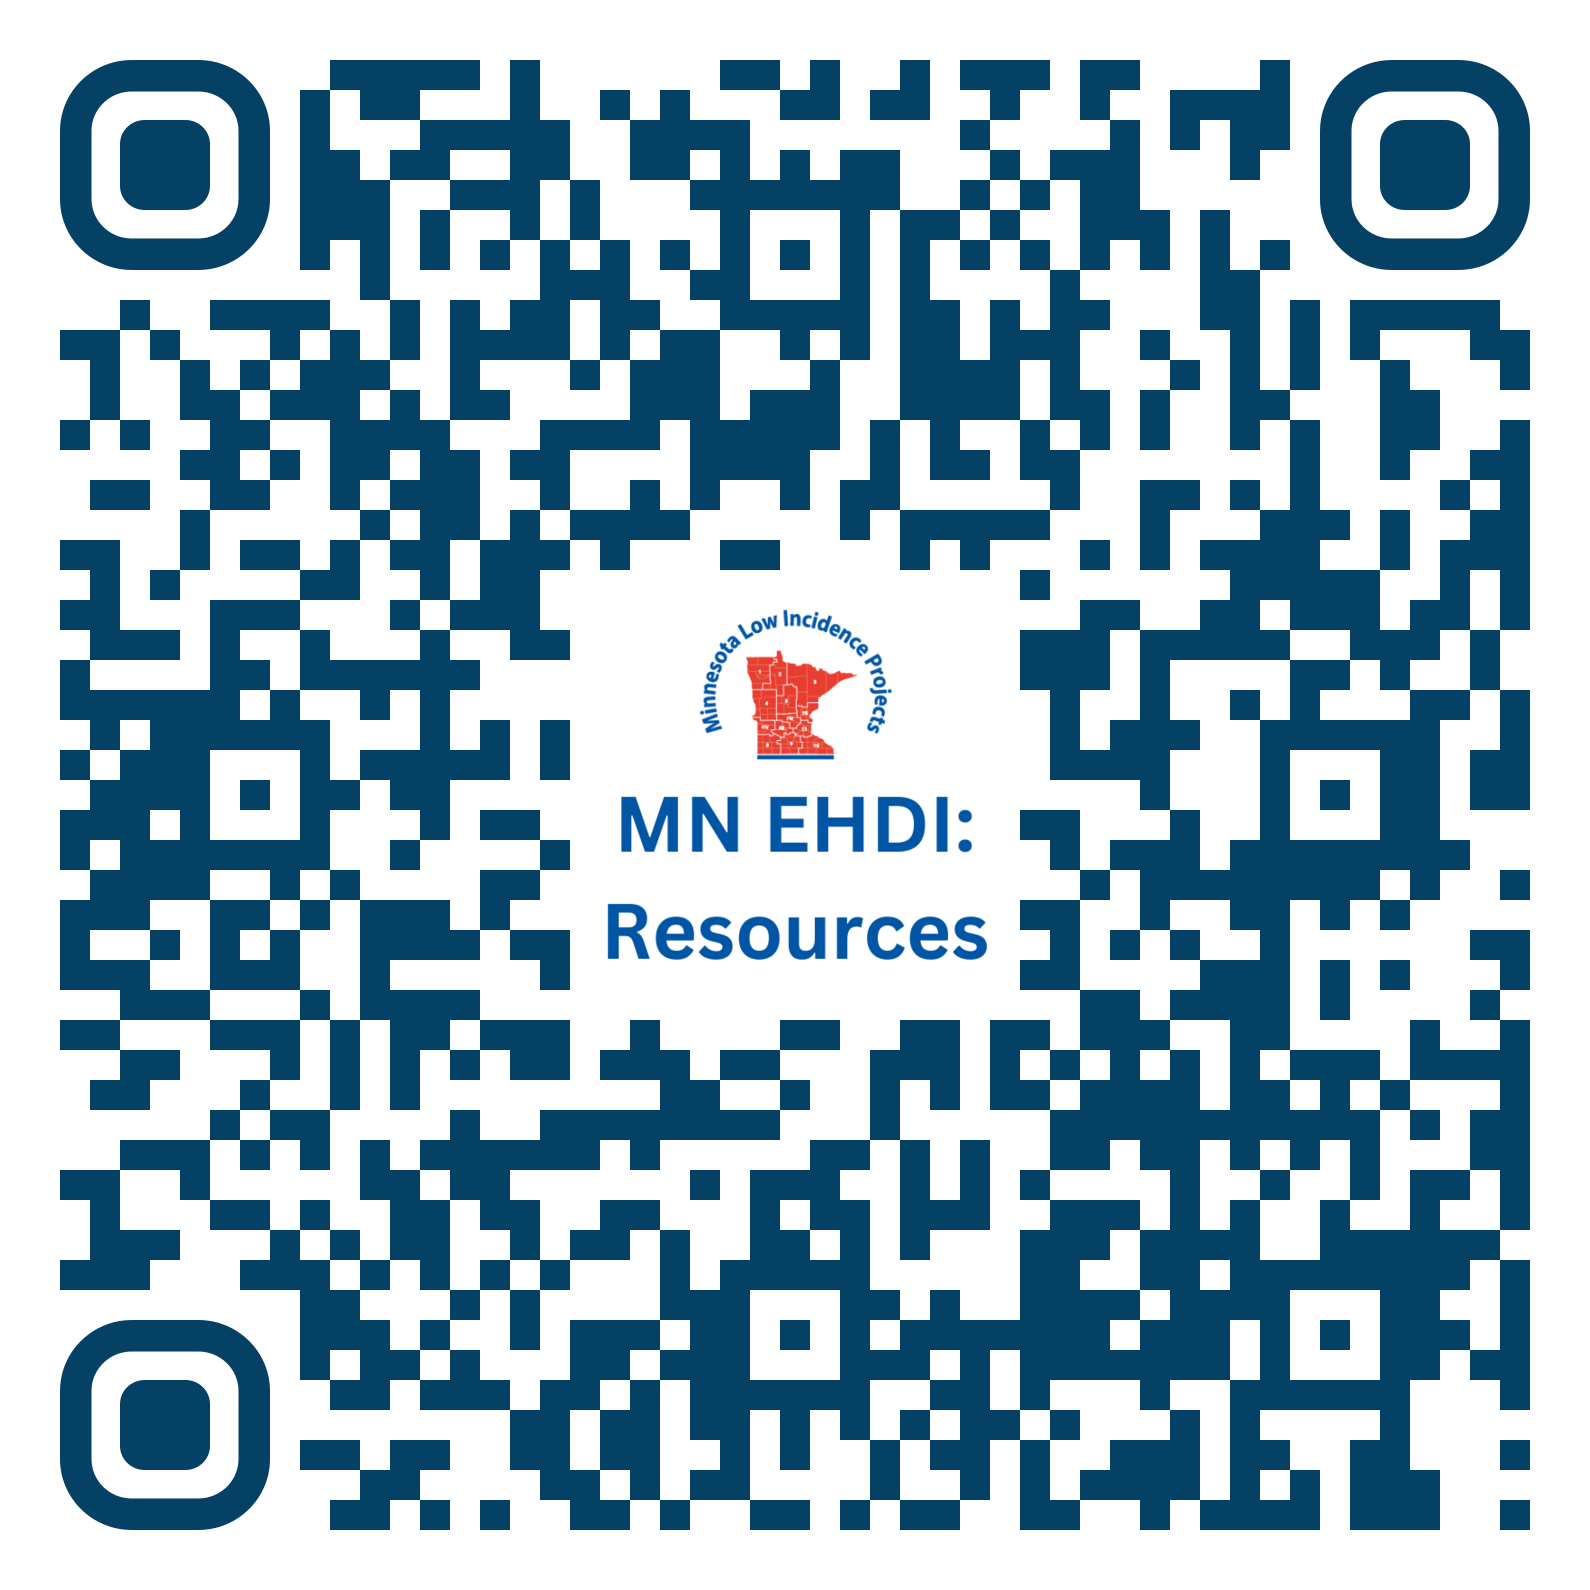 Minnesota Low Incidence Projects
MN EHDI:
Resources